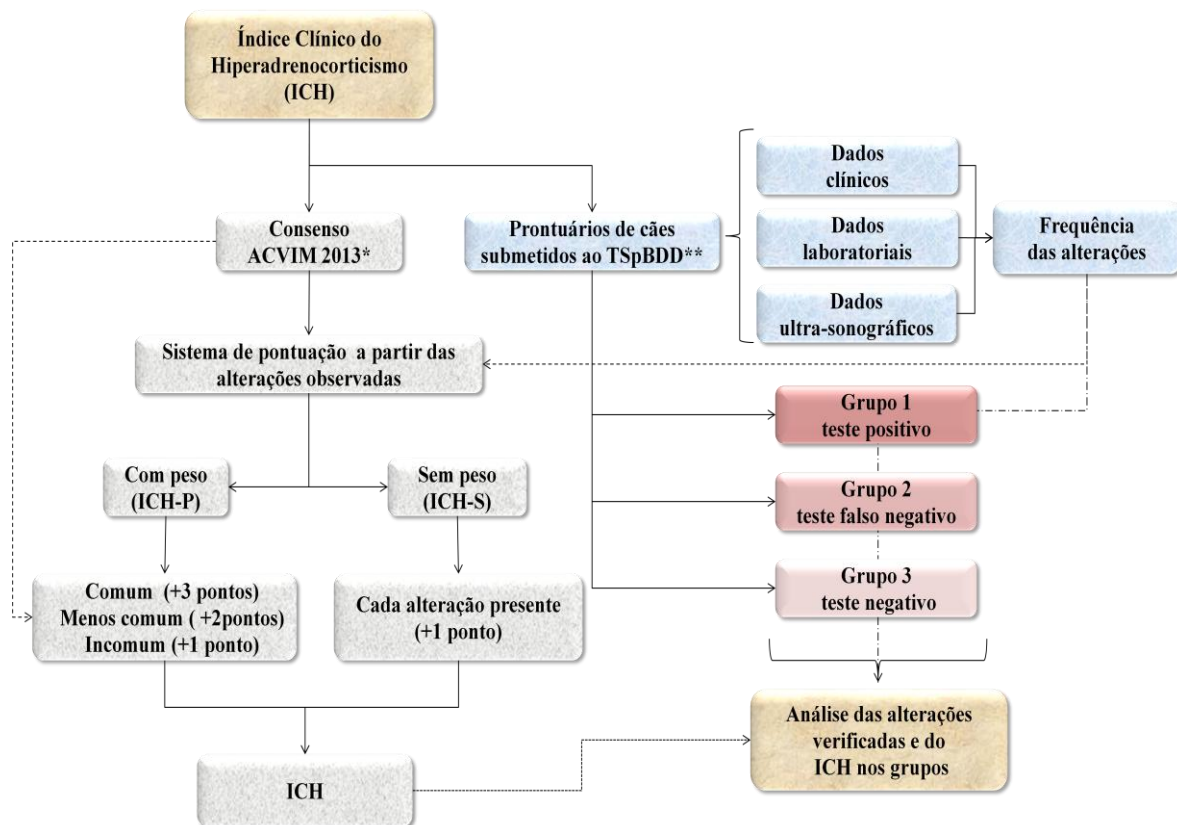 Índice Clínico do
Hiperadrenocorticismo
(ICH)
Consenso
ACVIM 2013*
Prontuários de cães
submetidos ao TSpBDD**
Dados
clínicos
Dados
laboratoriais
Dados
ultra-sonográficos
Frequência
das alterações
Sistema de pontuação a partir das
alterações observadas
Com peso
(ICH-P)
Sem peso
(ICH-S)
Comum (+3 pontos)
Menos comum ( +2pontos)
Incomum (+1 ponto)
Cada alteração presente
(+1 ponto)
ICH
Grupo 1
teste positivo
Grupo 2
teste falso negativo
Grupo 3
teste negativo
Análise das alterações
verificadas e do
ICH nos grupos